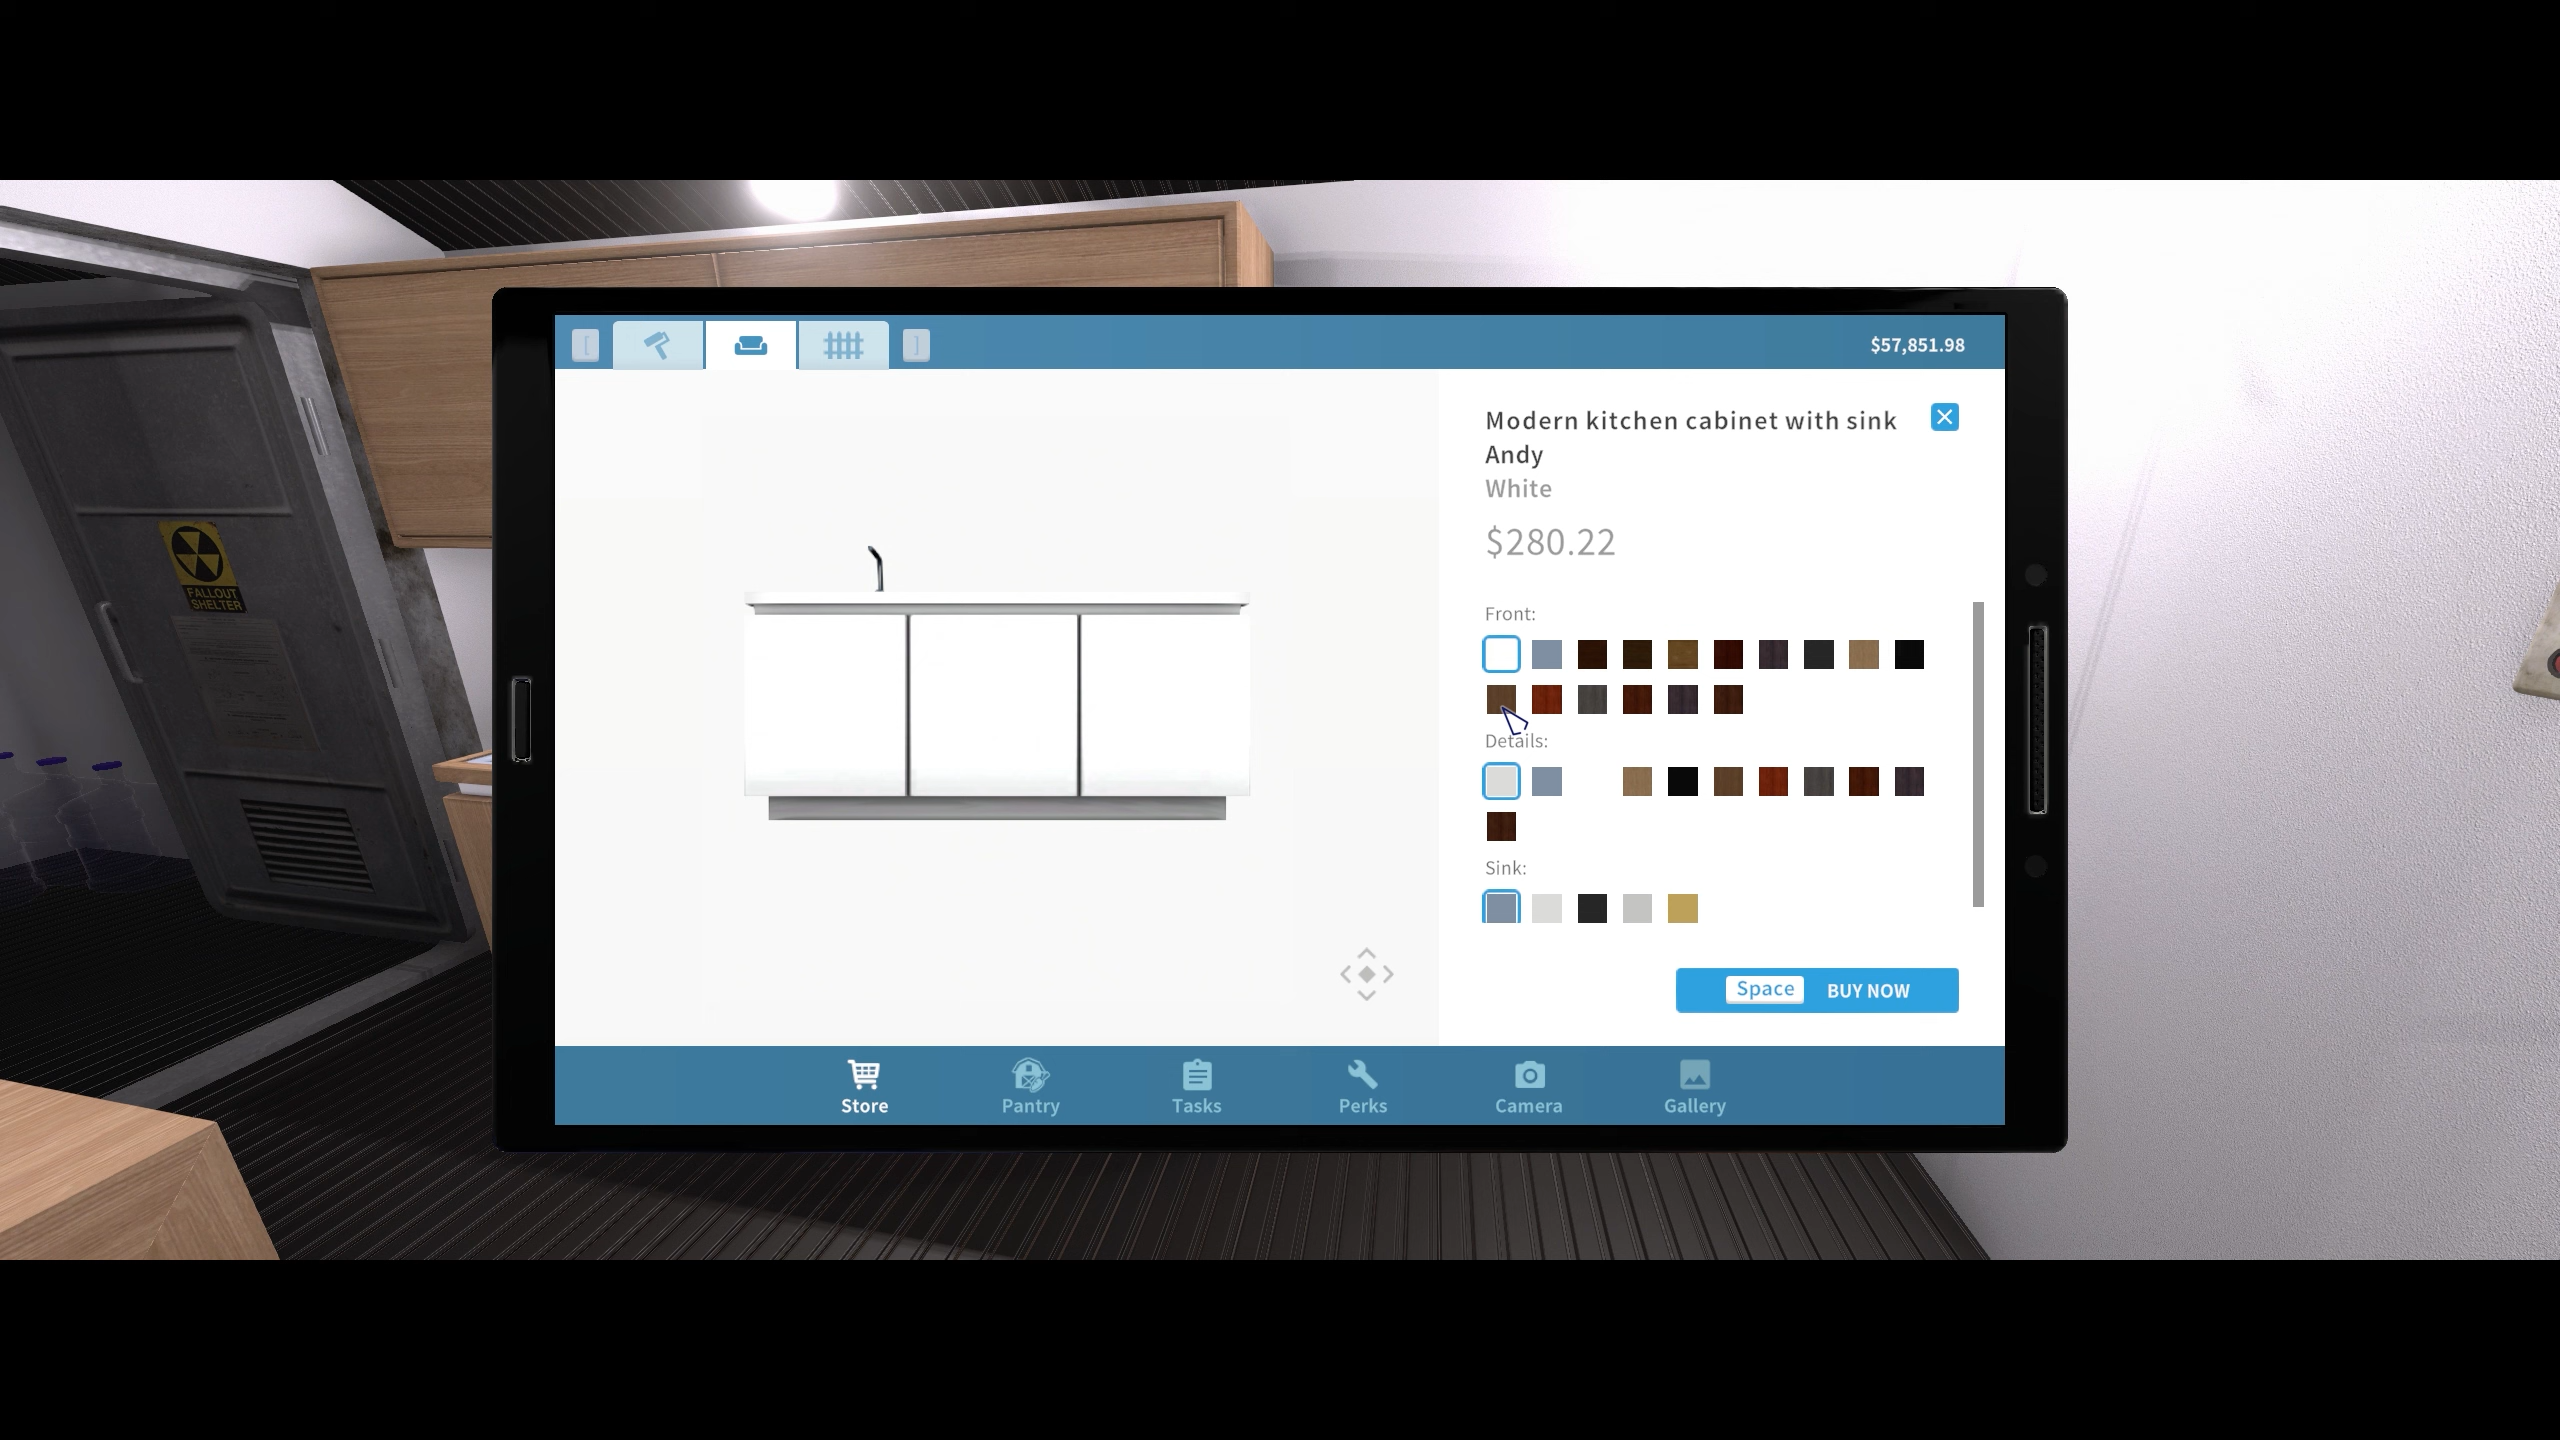 [
]
$57,851.98
Modern kitchen cabinet with sink
Andy
White
$280.22
Front:
Details:
Sink:
Space BUY NOW
Store
Pantry
Tasks
Perks
Camera
Gallery
FALLOUT
SHELTER